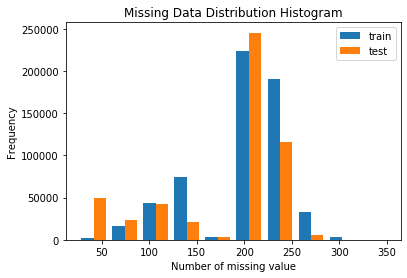 Missing Data Distribution Histogram
train
test
250000
200000
150000
100000
50000
0
Frequency
50 100 150 200 250 300 350
Number of missing value